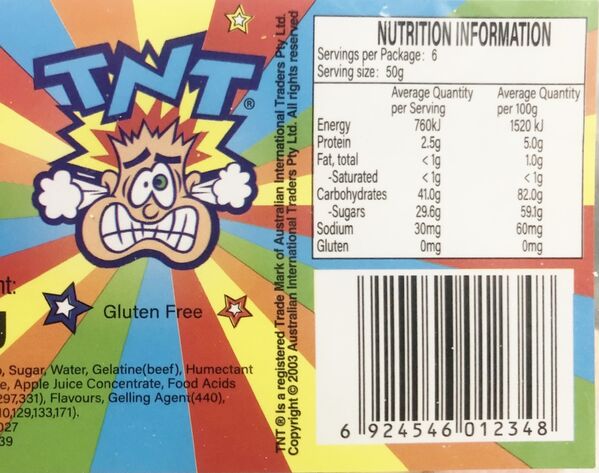 TNT®
nt:
Gluten Free
, Sugar, Water, Gelatine(beef), Humectant
e, Apple Juice Concentrate, Food Acids
297,331), Flavours, Gelling Agent(440),
10,129,133,171).
027
39
TNT ® Is a registered Trade Mark of Australian International Traders Pty Ltd.
Copyright © 2003 Australian International Traders Pty Ltd. All rights reserved
NUTRITION INFORMATION
Servings per Package: 6
Serving size: 50g
Average Quantity per Serving Average Quantity per 100g
Energy 760kJ 1520 kJ
Protein 2.5g 5.0g
Fat, total < 1g 1.0g
-Saturated < 1g < 1g
Carbohydrates 41.0g 82.0g
-Sugars 29.6g 59.1g
Sodium 30mg 60mg
Gluten 0mg 0mg
6 924546 012348